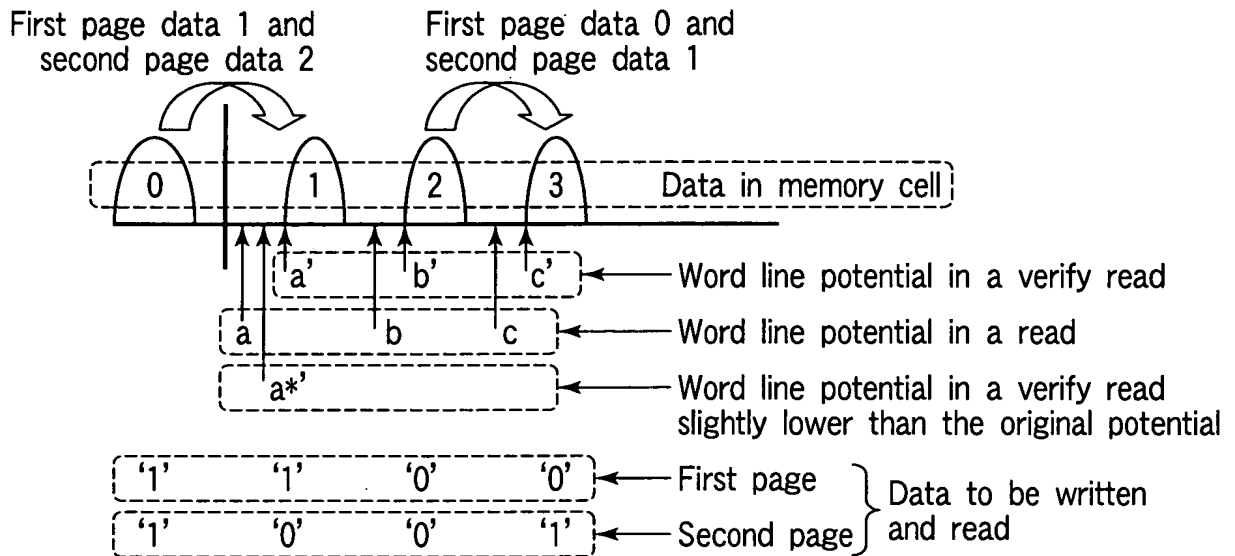 First page data 1 and
second page data 2
First page data 0 and
second page data 1
0 1 2 3 Data in memory cell
a' b' c' Word line potential in a verify read
a b c Word line potential in a read
a*' Word line potential in a verify read
slightly lower than the original potential
‘1’ ‘1’ ‘0’ ‘0’ First page
‘1’ ‘0’ ‘0’ ‘1’ Second page
Data to be written
and read